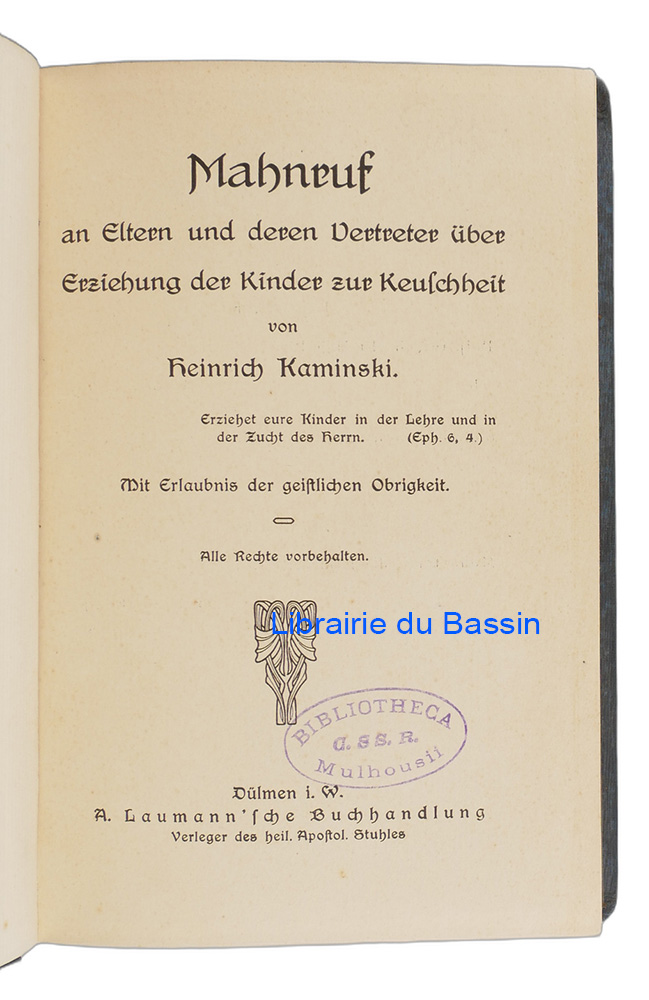 Mahnruf
an Eltern und deren Vertreter über
Erziehung der Kinder zur Keuſchheit
von
Heinrich Kaminski.
Erziehet eure Kinder in der Lehre und in
der Zucht des Herrn. (Eph. 6, 4.)
Mit Erlaubnis der geiſtlichen Obrigkeit.
Alle Rechte vorbehalten.
Librairie du Bassin
BIBLIOTHECA
C. SS. R.
Mulhousii
Dülmen i. W.
A. Laumann'ſche Buchhandlung
Verleger des heil. Apoſtol. Stuhles